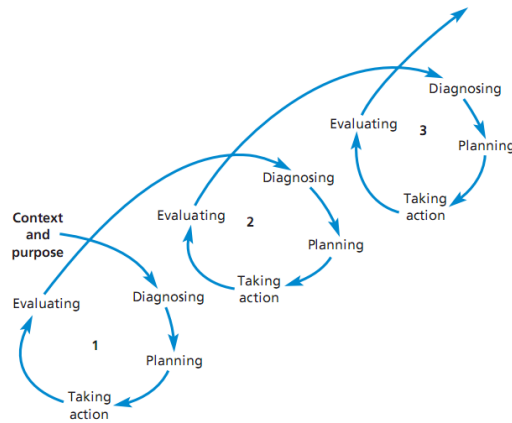 Diagnosing
Evaluating
3
Planning
Taking
action
Diagnosing
Evaluating
2
Planning
Taking
action
Context
and
purpose
Evaluating
Diagnosing
1
Planning
Taking
action